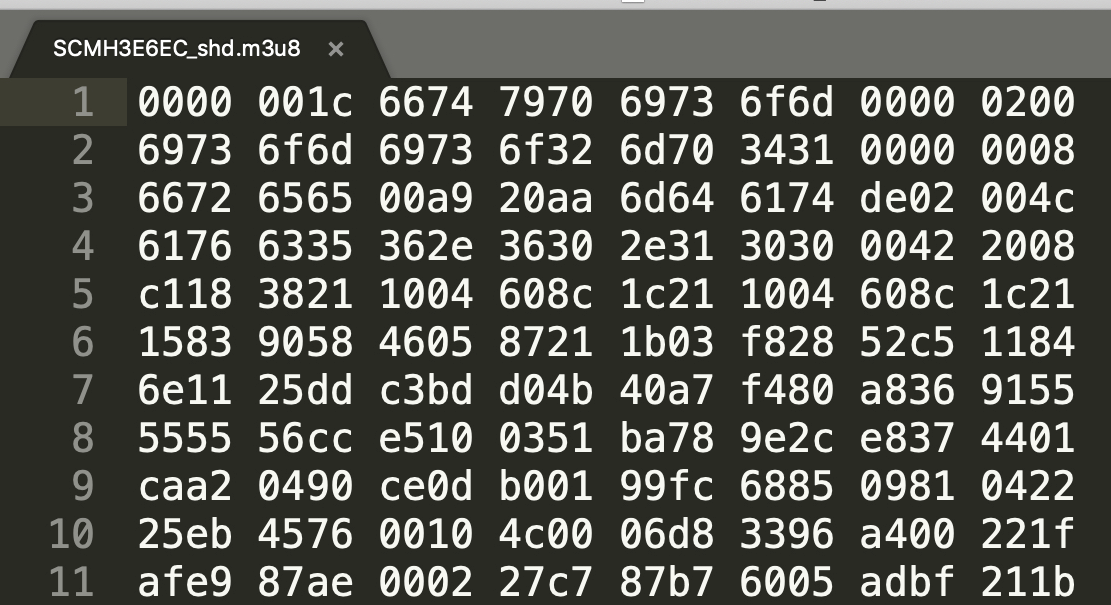 SCMH3E6EC_shd.m3u8 ×
1 0000 001c 6674 7970 6973 6f6d 0000 0200
2 6973 6f6d 6973 6f32 6d70 3431 0000 0008
3 6672 6565 00a9 20aa 6d64 6174 de02 004c
4 6176 6335 362e 3630 2e31 3030 0042 2008
5 c118 3821 1004 608c 1c21 1004 608c 1c21
6 1583 9058 4605 8721 1b03 f828 52c5 1184
7 6e11 25dd c3bd d04b 40a7 f480 a836 9155
8 5555 56cc e510 0351 ba78 9e2c e837 4401
9 caa2 0490 ce0d b001 99fc 6885 0981 0422
10 25eb 4576 0010 4c00 06d8 3396 a400 221f
11 afe9 87ae 0002 27c7 87b7 6005 adbf 211b